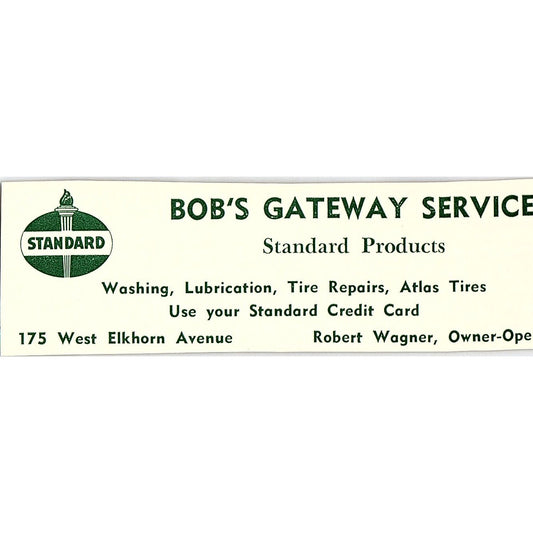 STANDARD
BOB'S GATEWAY SERVICE
Standard Products
Washing, Lubrication, Tire Repairs, Atlas Tires
Use your Standard Credit Card
175 West Elkhorn Avenue
Robert Wagner, Owner-Ope